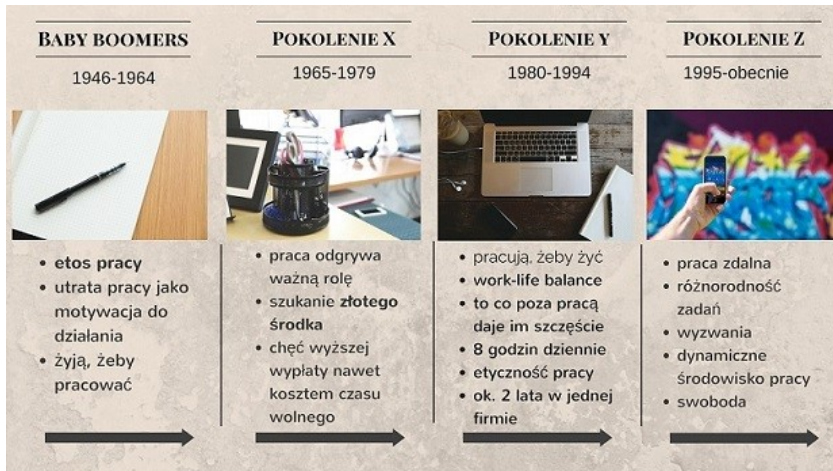 BABY BOOMERS
1946-1964
• etos pracy
• utrata pracy jako
motywacja do
działania
• żyją, żeby
pracować
POKOLENIE X
1965-1979
• praca odgrywa
ważną rolę
• szukanie złotego
środka
• chęć wyższej
wypłaty nawet
kosztem czasu
wolnego
POKOLENIE Y
1980-1994
• pracują, żeby żyć
• work-life balance
• to co poza pracą
daje im szczęście
• 8 godzin dziennie
• etyczność pracy
• ok. 2 lata w jednej
firmie
POKOLENIE Z
1995-obecnie
• praca zdalna
• różnorodność
zadań
• wyzwania
• dynamiczne
środowisko pracy
• swoboda